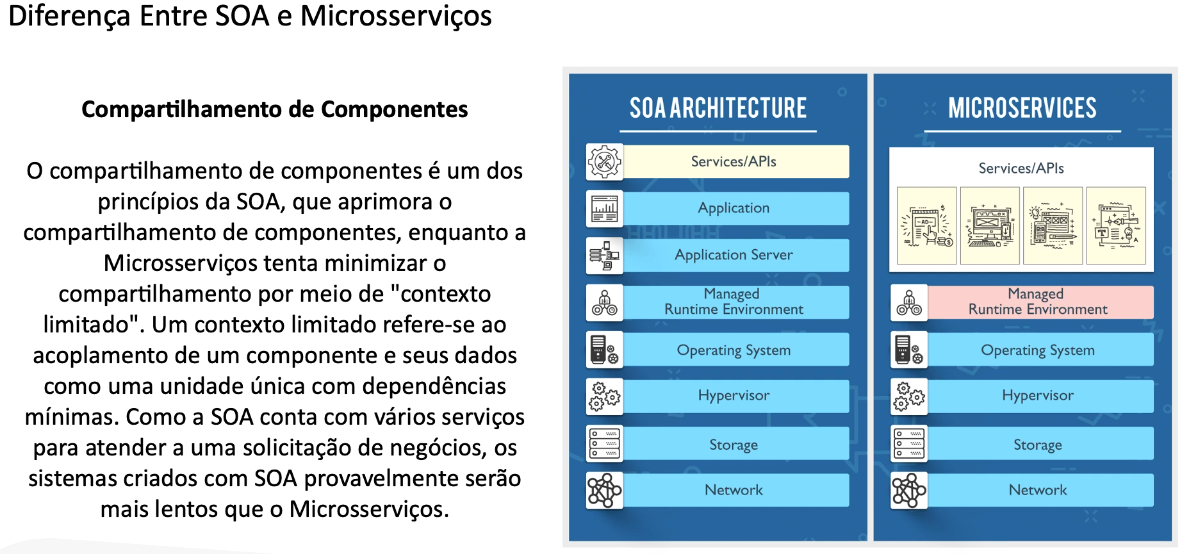 Diferença Entre SOA e Microsserviços
Compartilhamento de Componentes
O compartilhamento de componentes é um dos
princípios da SOA, que aprimora o
compartilhamento de componentes, enquanto a
Microsserviços tenta minimizar o
compartilhamento por meio de "contexto
limitado". Um contexto limitado refere-se ao
acoplamento de um componente e seus dados
como uma unidade única com dependências
mínimas. Como a SOA conta com vários serviços
para atender a uma solicitação de negócios, os
sistemas criados com SOA provavelmente serão
mais lentos que o Microsserviços.
SOA ARCHITECTURE
Services/APIs
Application
Application Server
Managed
Runtime Environment
Operating System
Hypervisor
Storage
Network
MICROSERVICES
Services/APIs
Managed
Runtime Environment
Operating System
Hypervisor
Storage
Network